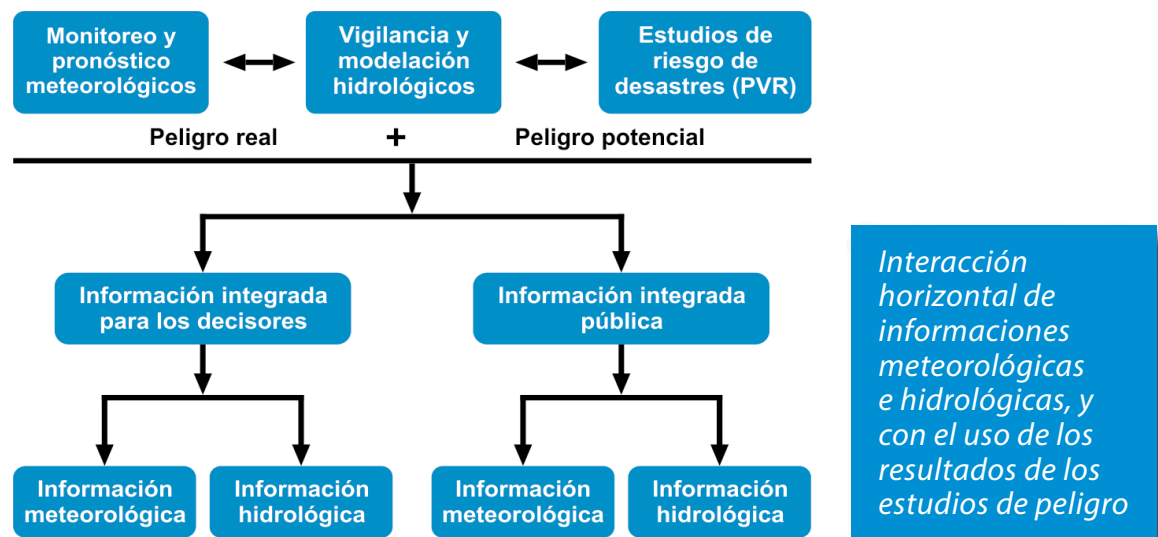 Monitoreo y
pronóstico
meteorológicos
Vigilancia y
modelación
hidrológicos
Estudios de
riesgo de
desastres (PVR)
Peligro real
+
Peligro potencial
Información integrada
para los decisores
Información integrada
pública
Información
meteorológica
Información
hidrológica
Información
meteorológica
Información
hidrológica
Interacción
horizontal de
informaciones
meteorológicas
e hidrológicas, y
con el uso de los
resultados de los
estudios de peligro